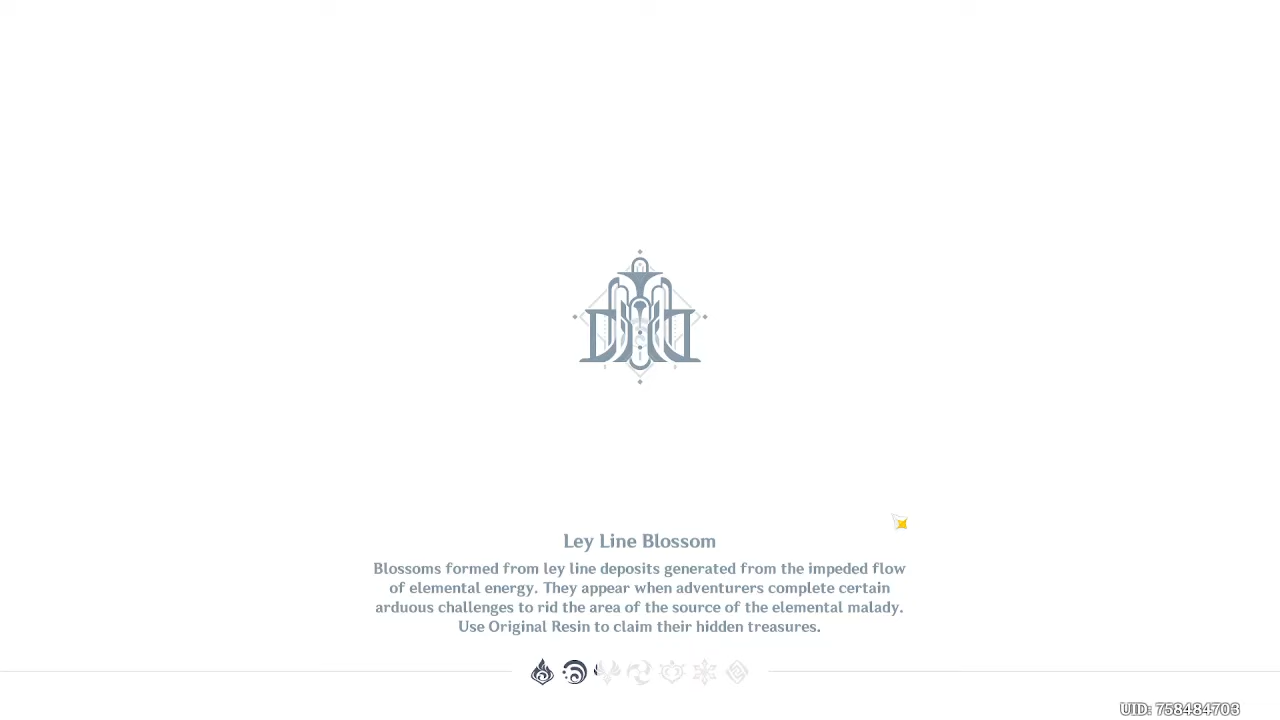 Ley Line Blossom
Blossoms formed from ley line deposits generated from the impeded flow
of elemental energy. They appear when adventurers complete certain
arduous challenges to rid the area of the source of the elemental malady.
Use Original Resin to claim their hidden treasures.
UID: 758484703